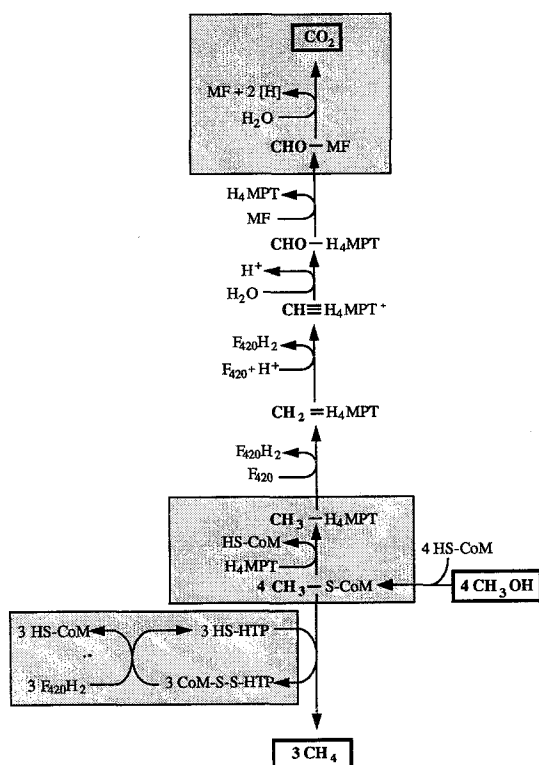 CO₂
MF + 2 [H]
H₂O
CHO — MF
H₄MPT
MF
CHO — H₄MPT
H⁺
H₂O
CH≡H₄MPT⁺
F₄₂₀H₂
F₄₂₀ + H⁺
CH₂ = H₄MPT
F₄₂₀H₂
F₄₂₀
CH₃ – H₄MPT
HS-CoM
H₄MPT
4 HS-CoM
4 CH₃ – S-CoM
4 CH₃OH
3 HS-CoM
3 HS-HTP
3 F₄₂₀H₂
3 CoM-S-S-HTP
3 CH₄